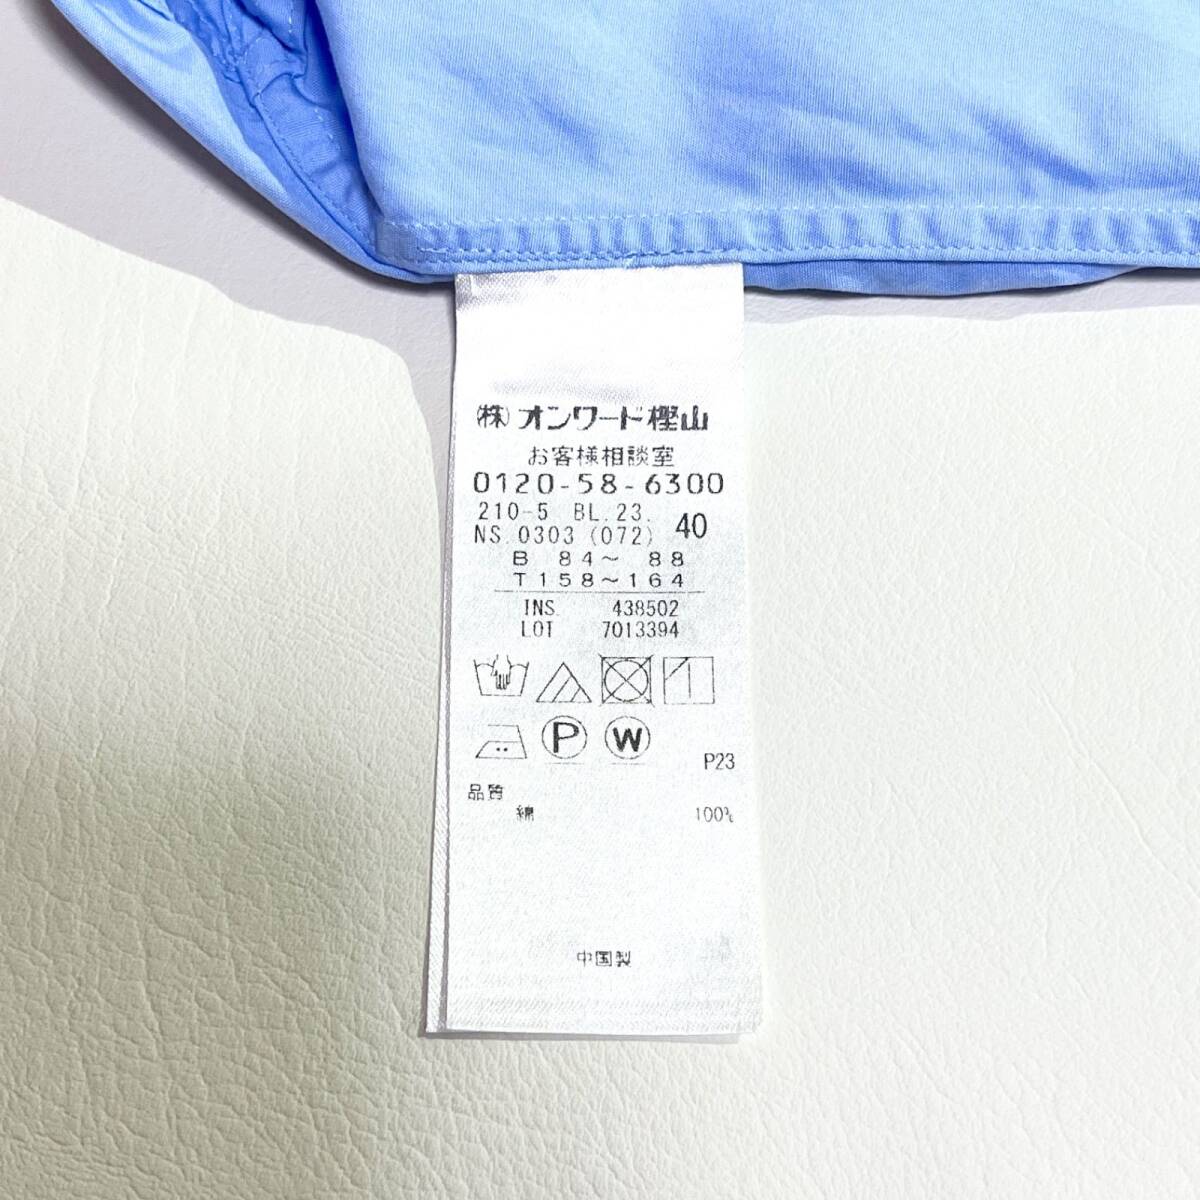 (株)オンワード樫山
お客様相談室
0120-58-6300
210-5 BL.23.
NS.0303(072) 40
B 84~ 88
T158~164
INS. 438502
LOT 7013394
P W
P23
品質
綿 100%
中国製